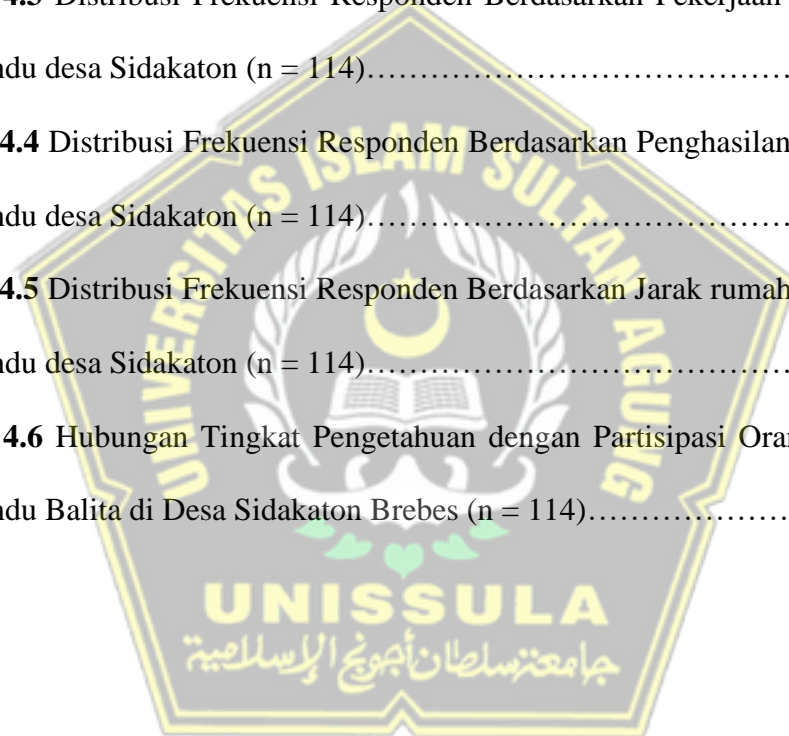 4.3 Distribusi Frekuensi Responden Berdasarkan Pekerjaan
ndu desa Sidakaton (n = 114)……………………………………
4.4 Distribusi Frekuensi Responden Berdasarkan Penghasilan
ndu desa Sidakaton (n = 114)……………………………………
4.5 Distribusi Frekuensi Responden Berdasarkan Jarak rumah
ndu desa Sidakaton (n = 114)……………………………………
4.6 Hubungan Tingkat Pengetahuan dengan Partisipasi Oran
ndu Balita di Desa Sidakaton Brebes (n = 114)…………………
UNIVERSITAS ISLAM SULTAN AGUNG
UNISSULA
جامعة سلطان أجونج الإسلامية